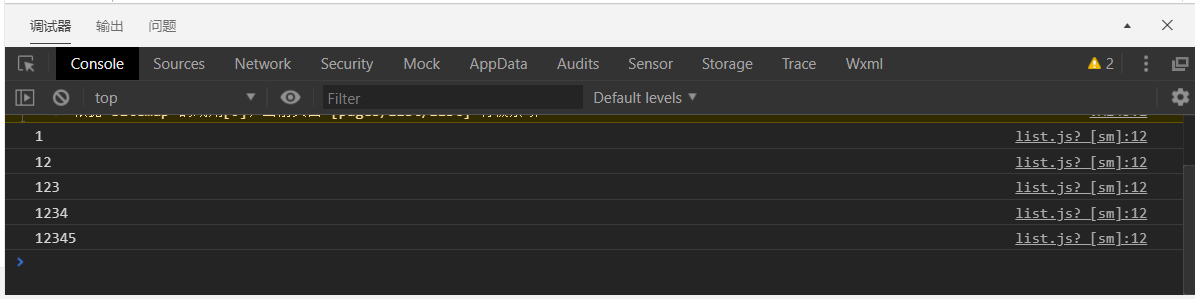 调试器 输出 问题
Console Sources Network Security Mock AppData Audits Sensor Storage Trace Wxml 2
top Filter Default levels
1 list.js? [sm]:12
12 list.js? [sm]:12
123 list.js? [sm]:12
1234 list.js? [sm]:12
12345 list.js? [sm]:12